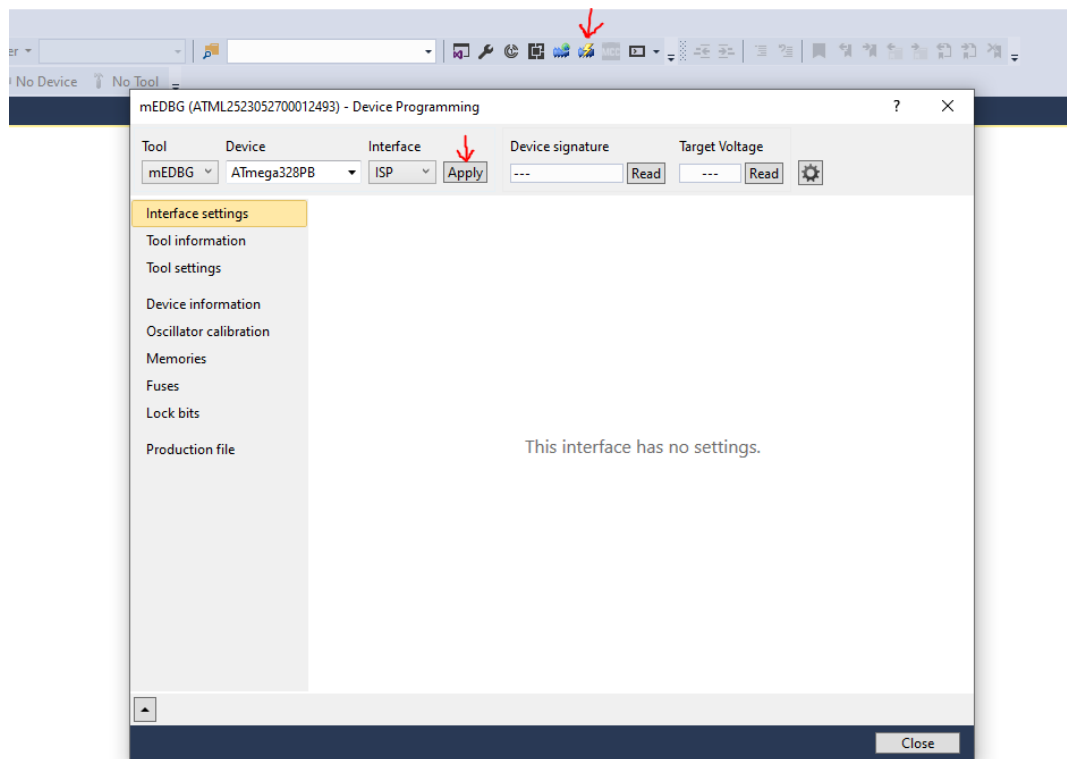 er
No Device No Tool
mEDBG (ATML2523052700012493) - Device Programming ?
Tool Device Interface Device signature Target Voltage
mEDBG ATmega328PB ISP Apply --- Read --- Read
Interface settings
Tool information
Tool settings
Device information
Oscillator calibration
Memories
Fuses
Lock bits
Production file
This interface has no settings.
Close